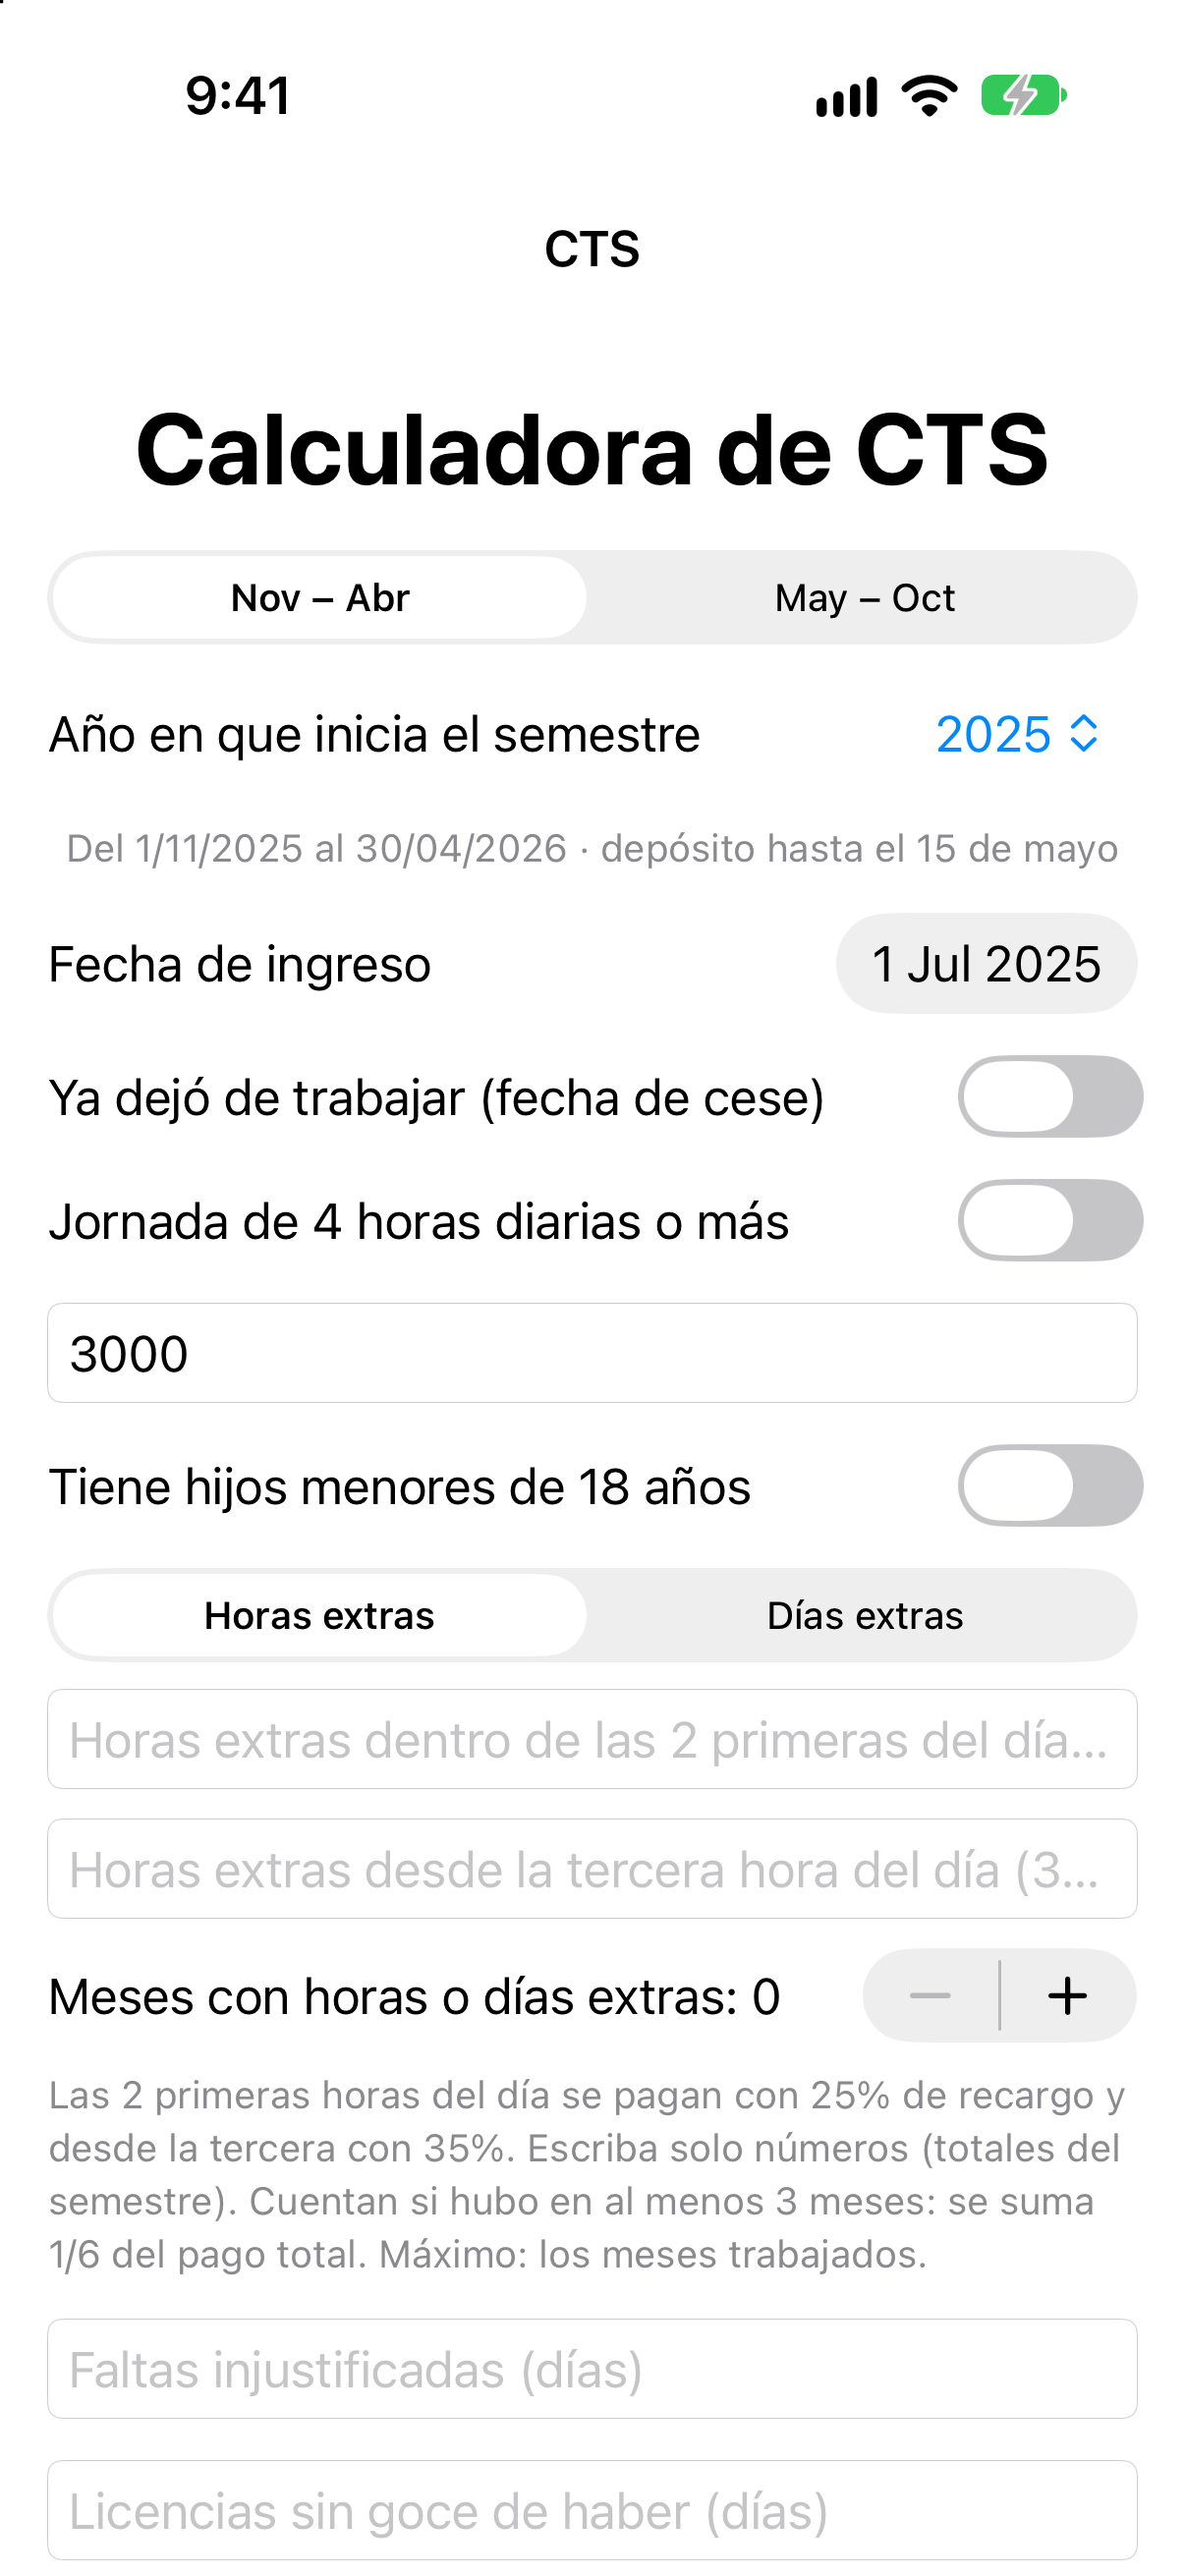 9:41
CTS
Calculadora de CTS
Nov – Abr
May – Oct
Año en que inicia el semestre
2025
Del 1/11/2025 al 30/04/2026 · depósito hasta el 15 de mayo
Fecha de ingreso
1 Jul 2025
Ya dejó de trabajar (fecha de cese)
Jornada de 4 horas diarias o más
3000
Tiene hijos menores de 18 años
Horas extras
Días extras
Horas extras dentro de las 2 primeras del día...
Horas extras desde la tercera hora del día (3...
Meses con horas o días extras: 0
Las 2 primeras horas del día se pagan con 25% de recargo y
desde la tercera con 35%. Escriba solo números (totales del
semestre). Cuentan si hubo en al menos 3 meses: se suma
1/6 del pago total. Máximo: los meses trabajados.
Faltas injustificadas (días)
Licencias sin goce de haber (días)